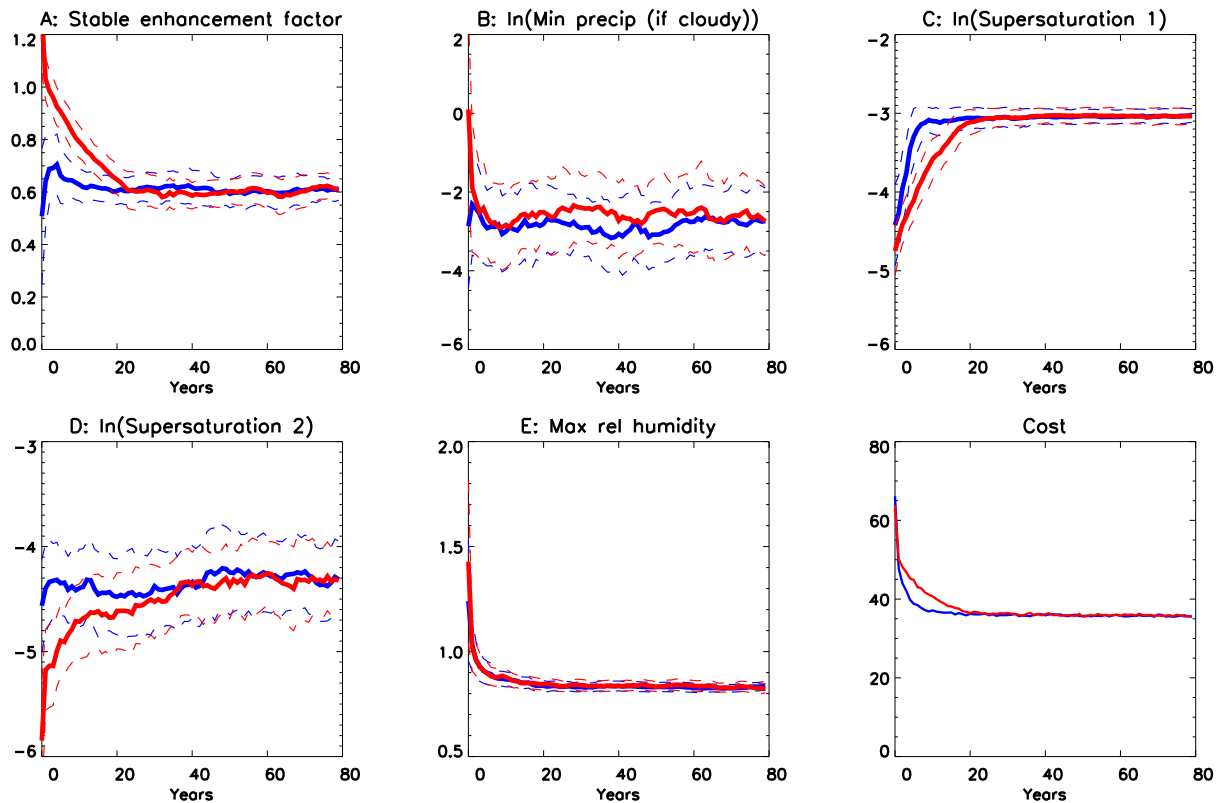 A: Stable enhancement factor
1.2
1.0
0.8
0.6
0.4
0.2
0.0
0 20 40 60 80
Years
B: ln(Min precip (if cloudy))
2
0
−2
−4
−6
0 20 40 60 80
Years
C: ln(Supersaturation 1)
−2
−3
−4
−5
−6
0 20 40 60 80
Years
D: ln(Supersaturation 2)
−3
−4
−5
−6
0 20 40 60 80
Years
E: Max rel humidity
2.0
1.5
1.0
0.5
0 20 40 60 80
Years
Cost
80
60
40
20
0
0 20 40 60 80
Years